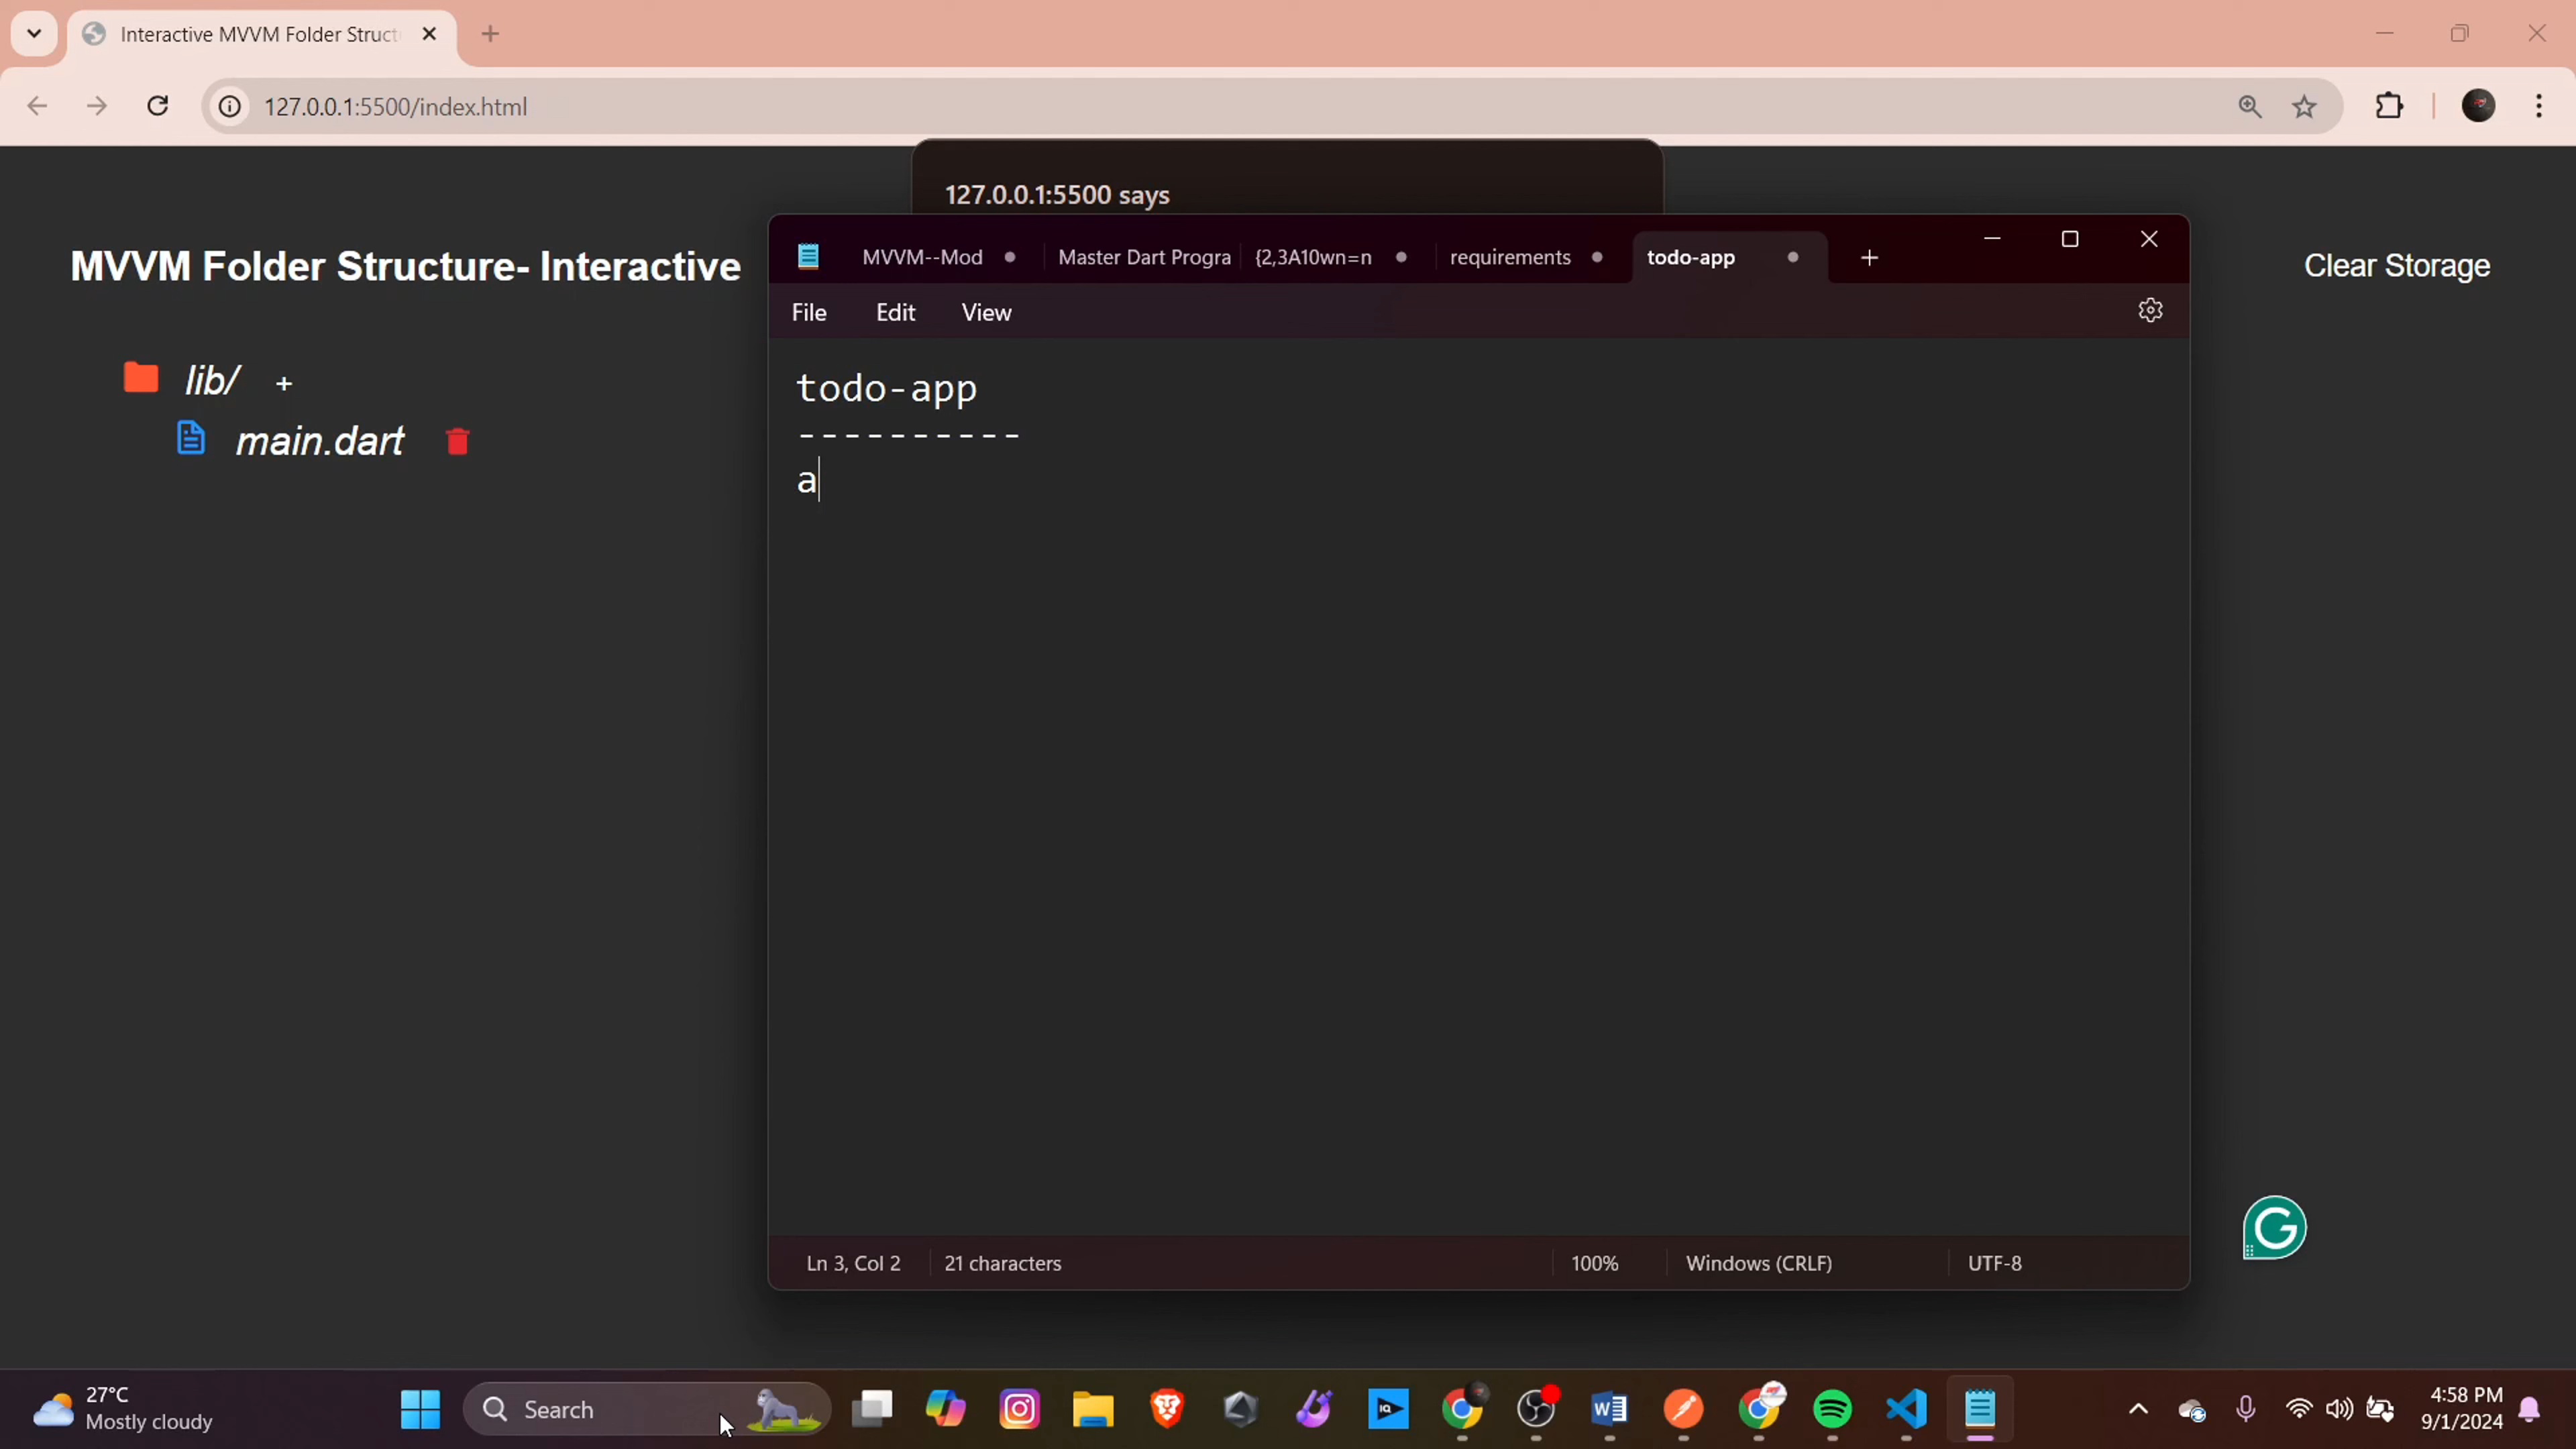 Interactive MVVM Folder Struct
127.0.0.1:5500/index.html
127.0.0.1:5500 says
MVVM Folder Structure- Interactive
Clear Storage
lib/ +
main.dart
MVVM--Mod
Master Dart Progra
{2,3A10wn=n
requirements
todo-app
File Edit View
todo-app
----------
a
Ln 3, Col 2
21 characters
100%
Windows (CRLF)
UTF-8
27°C
Mostly cloudy
Search
4:58 PM
9/1/2024